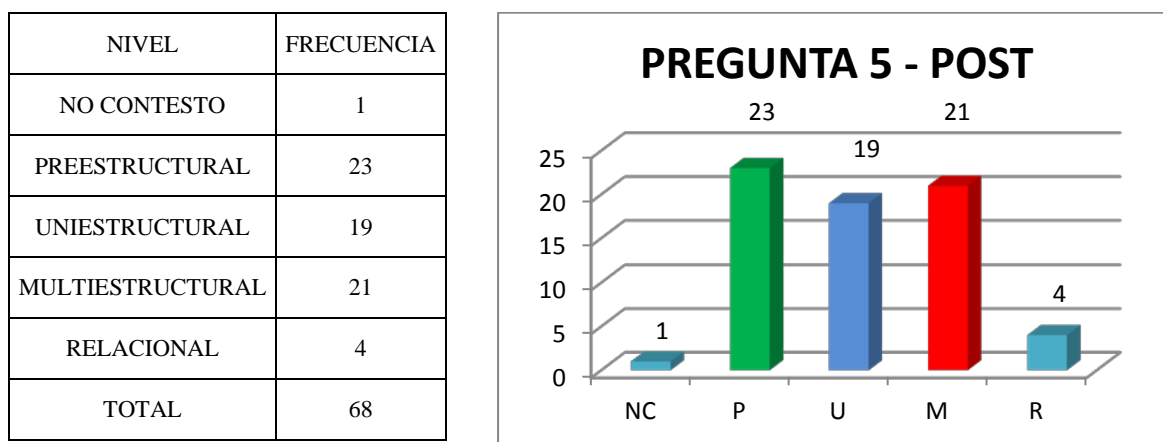 NIVEL FRECUENCIA
NO CONTESTO 1
PREESTRUCTURAL 23
UNIESTRUCTURAL 19
MULTIESTRUCTURAL 21
RELACIONAL 4
TOTAL 68
PREGUNTA 5 - POST
23 21
19
4
1
25
20
15
10
5
0
NC P U M R